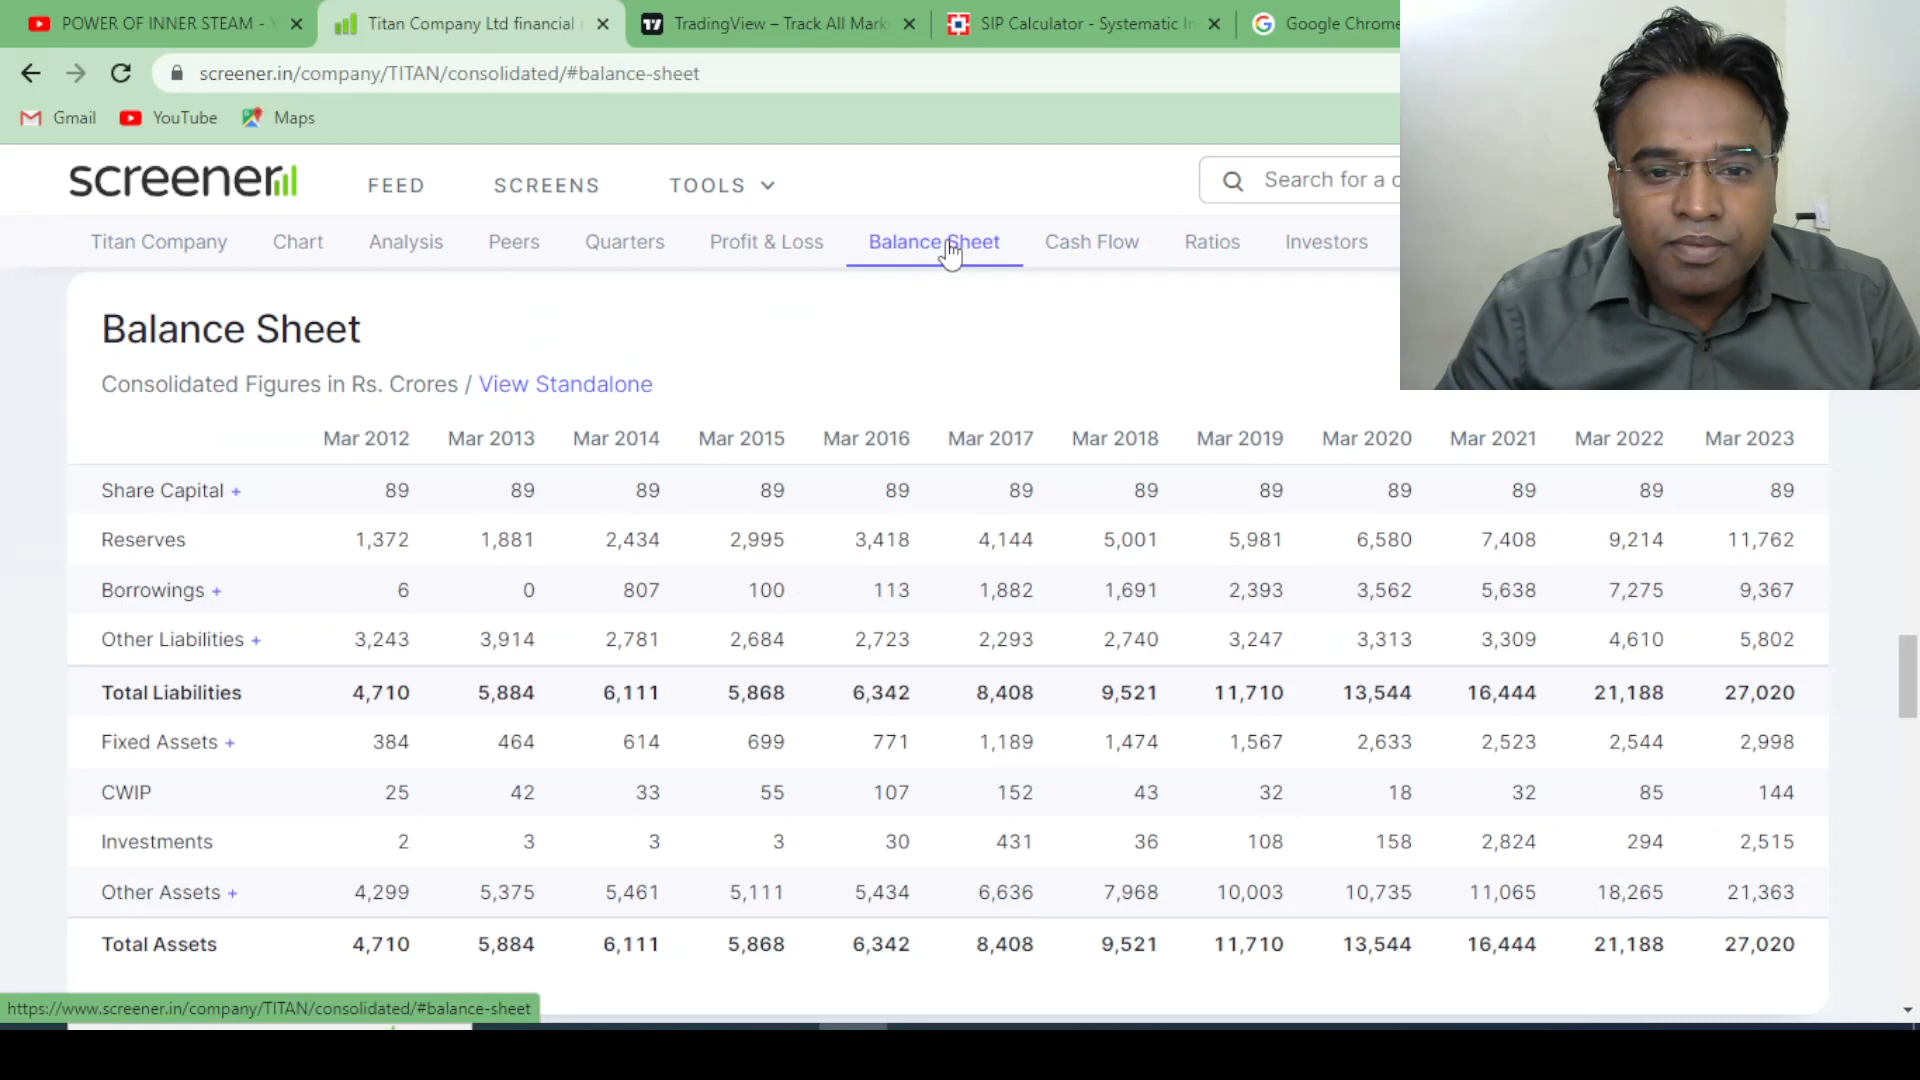 POWER OF INNER STEAM -
Titan Company Ltd financial
TradingView – Track All Mark
SIP Calculator - Systematic In
Google Chrome
screener.in/company/TITAN/consolidated/#balance-sheet
Gmail YouTube Maps
screener FEED SCREENS TOOLS Search for a c
Titan Company Chart Analysis Peers Quarters Profit & Loss Balance Sheet Cash Flow Ratios Investors
Balance Sheet
Consolidated Figures in Rs. Crores / View Standalone
Mar 2012 Mar 2013 Mar 2014 Mar 2015 Mar 2016 Mar 2017 Mar 2018 Mar 2019 Mar 2020 Mar 2021 Mar 2022 Mar 2023
Share Capital + 89 89 89 89 89 89 89 89 89 89 89 89
Reserves 1,372 1,881 2,434 2,995 3,418 4,144 5,001 5,981 6,580 7,408 9,214 11,762
Borrowings + 6 0 807 100 113 1,882 1,691 2,393 3,562 5,638 7,275 9,367
Other Liabilities + 3,243 3,914 2,781 2,684 2,723 2,293 2,740 3,247 3,313 3,309 4,610 5,802
Total Liabilities 4,710 5,884 6,111 5,868 6,342 8,408 9,521 11,710 13,544 16,444 21,188 27,020
Fixed Assets + 384 464 614 699 771 1,189 1,474 1,567 2,633 2,523 2,544 2,998
CWIP 25 42 33 55 107 152 43 32 18 32 85 144
Investments 2 3 3 3 30 431 36 108 158 2,824 294 2,515
Other Assets + 4,299 5,375 5,461 5,111 5,434 6,636 7,968 10,003 10,735 11,065 18,265 21,363
Total Assets 4,710 5,884 6,111 5,868 6,342 8,408 9,521 11,710 13,544 16,444 21,188 27,020
https://www.screener.in/company/TITAN/consolidated/#balance-sheet